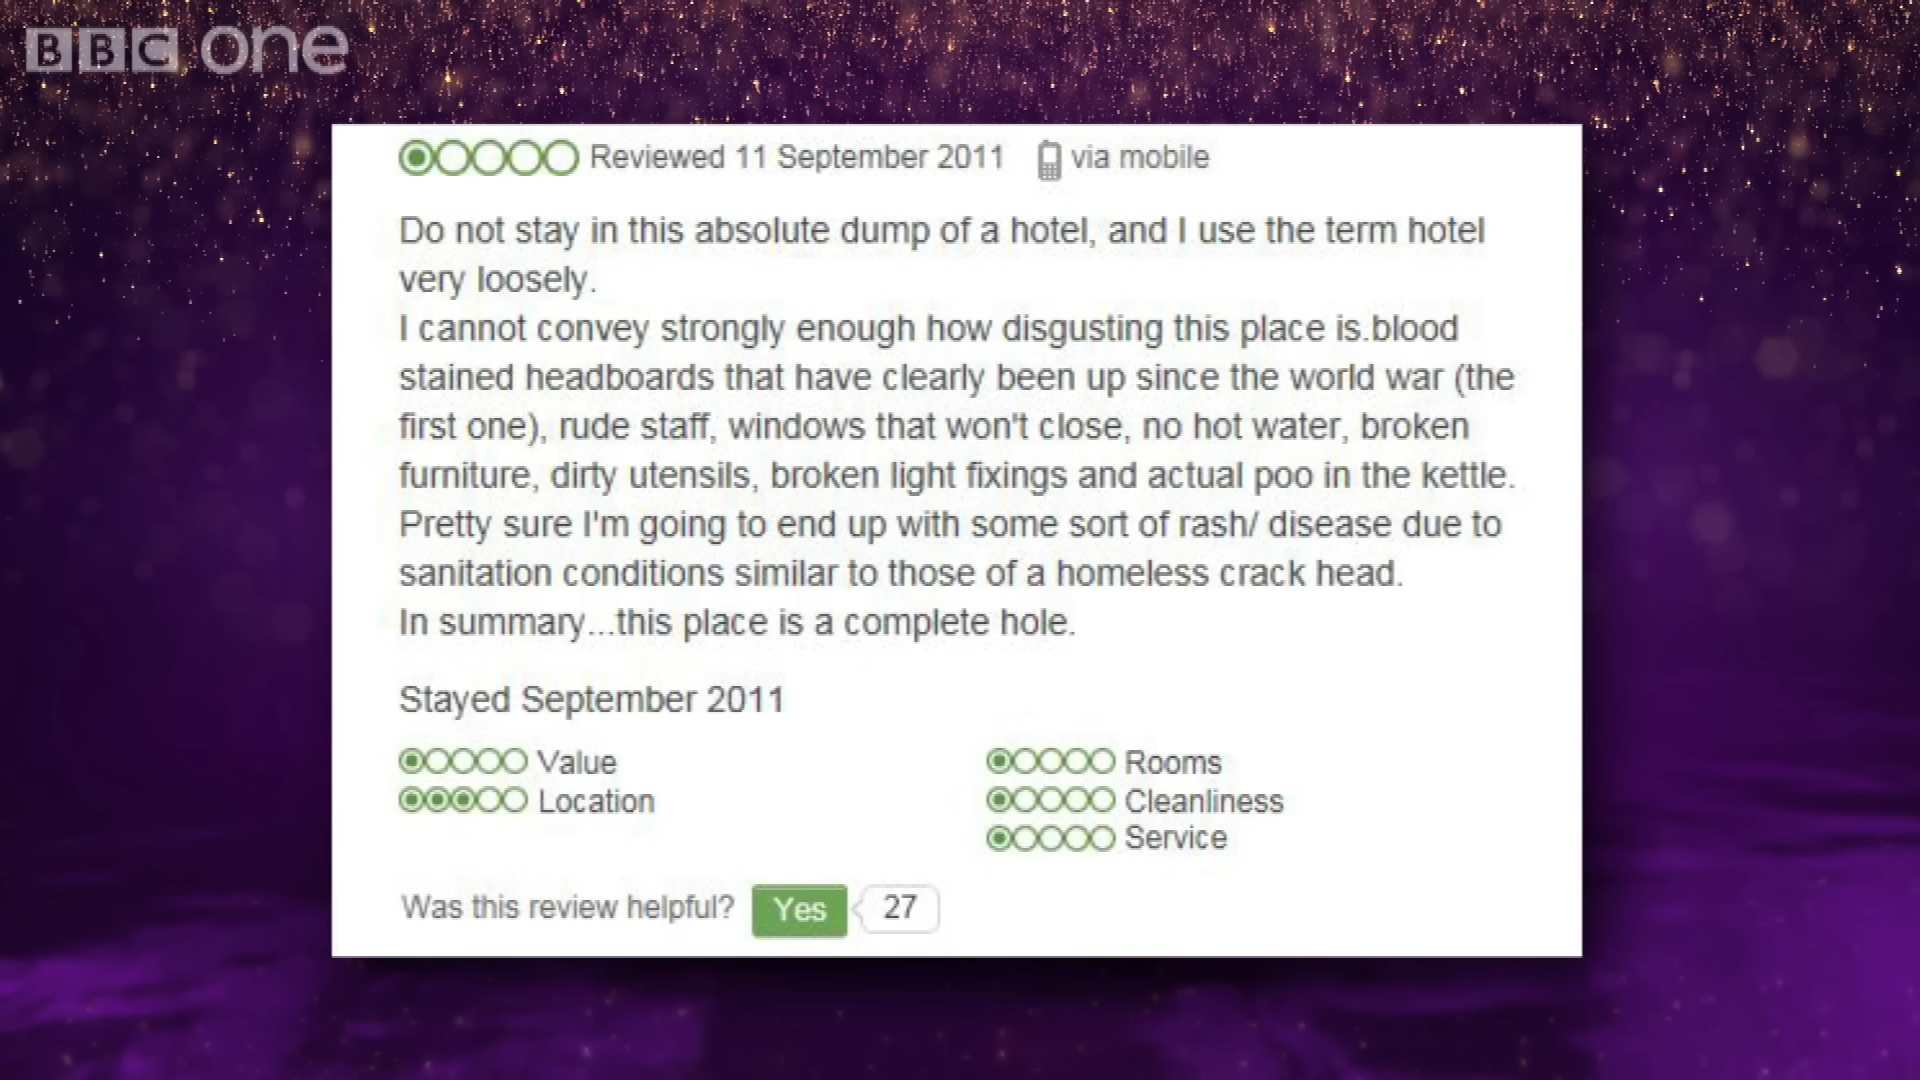 BBC one
Reviewed 11 September 2011 via mobile
Do not stay in this absolute dump of a hotel, and I use the term hotel
very loosely.
I cannot convey strongly enough how disgusting this place is.blood
stained headboards that have clearly been up since the world war (the
first one), rude staff, windows that won't close, no hot water, broken
furniture, dirty utensils, broken light fixings and actual poo in the kettle.
Pretty sure I'm going to end up with some sort of rash/ disease due to
sanitation conditions similar to those of a homeless crack head.
In summary...this place is a complete hole.
Stayed September 2011
Value Rooms
Location Cleanliness
Service
Was this review helpful? Yes 27